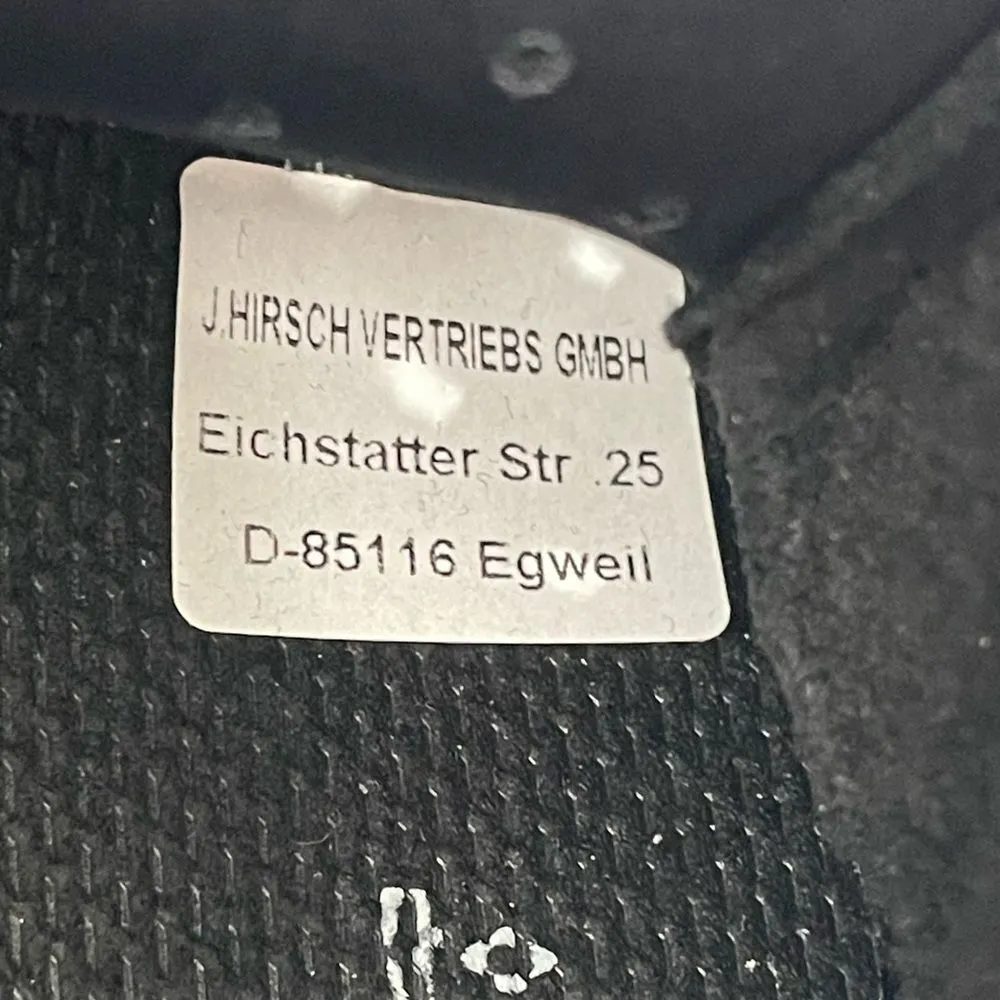 J.HIRSCH VERTRIEBS GMBH
Eichstatter Str .25
D-85116 Egweil